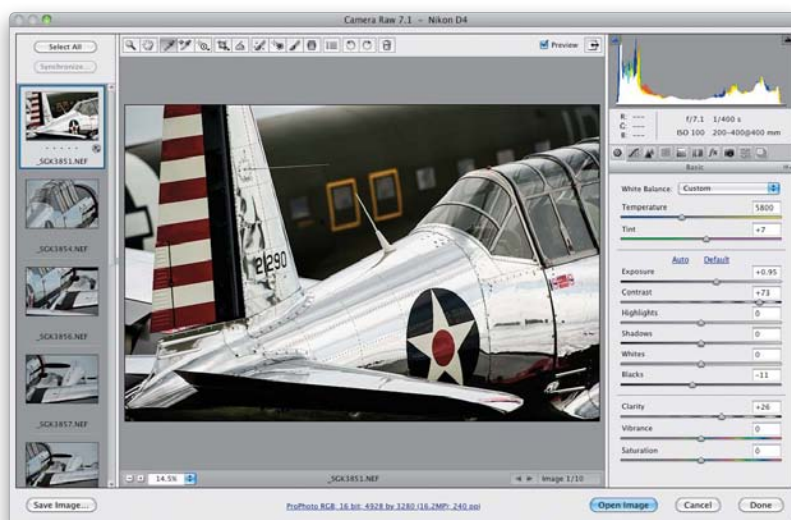 Camera Raw 7.1 – Nikon D4
Select All
Synchronize...
Preview
_SGK3851.NEF
_SGK3854.NEF
_SGK3856.NEF
_SGK3857.NEF
2 290
R: ---
G: ---
B: ---
f/7.1 1/400 s
ISO 100 200-400@400 mm
Basic
White Balance: Custom
Temperature 5800
Tint +7
Auto Default
Exposure +0.95
Contrast +73
Highlights 0
Shadows 0
Whites 0
Blacks -11
Clarity +26
Vibrance 0
Saturation 0
14.5%
_SGK3851.NEF
Image 1/10
Save Image...
ProPhoto RGB; 16 bit; 4928 by 3280 (16.2MP); 240 ppi
Open Image
Cancel
Done